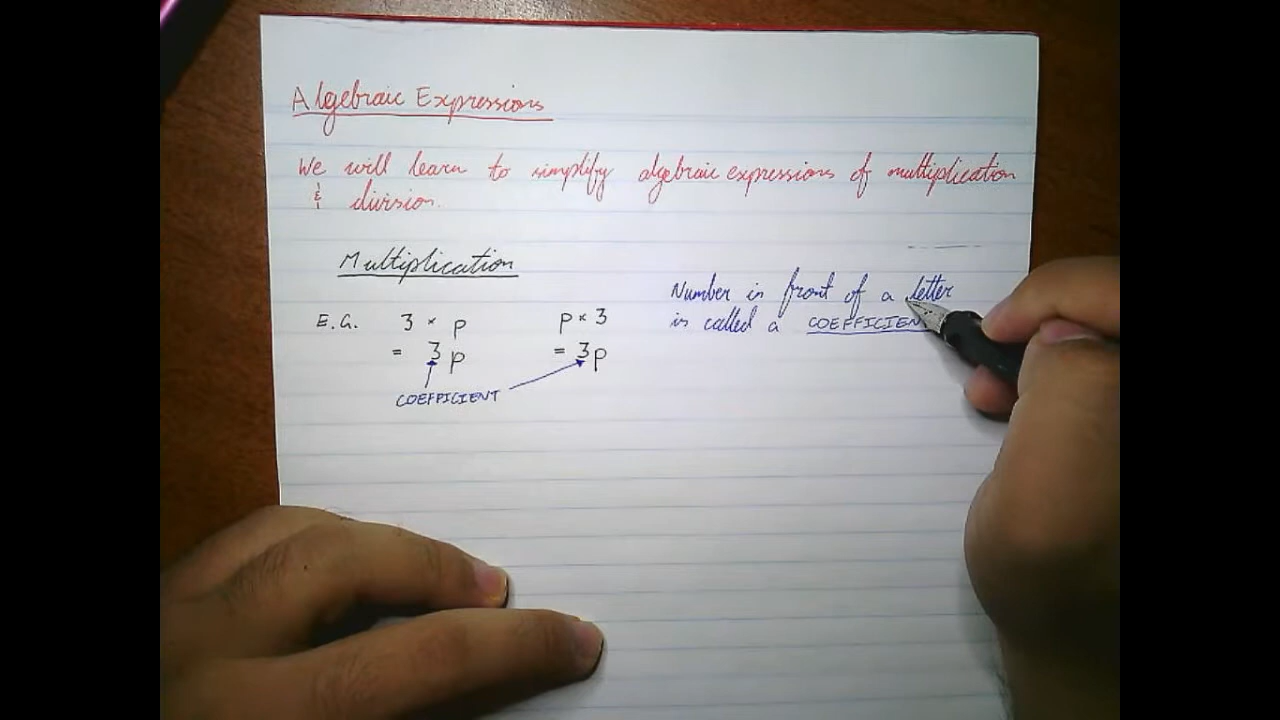 Algebraic Expressions
We will learn to simplify algebraic expressions of multiplication
& division.
Multiplication
E.G. 3 × p p × 3
= 3p = 3p
COEFFICIENT
Number in front of a letter
is called a COEFFICIEN